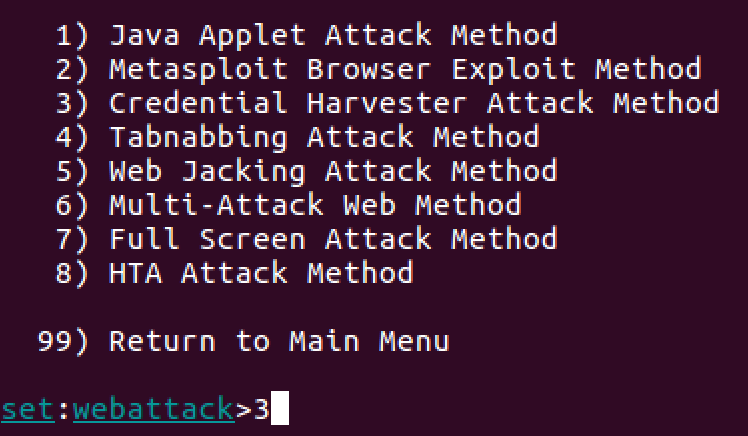 1) Java Applet Attack Method
2) Metasploit Browser Exploit Method
3) Credential Harvester Attack Method
4) Tabnabbing Attack Method
5) Web Jacking Attack Method
6) Multi-Attack Web Method
7) Full Screen Attack Method
8) HTA Attack Method
99) Return to Main Menu
set:webattack>3